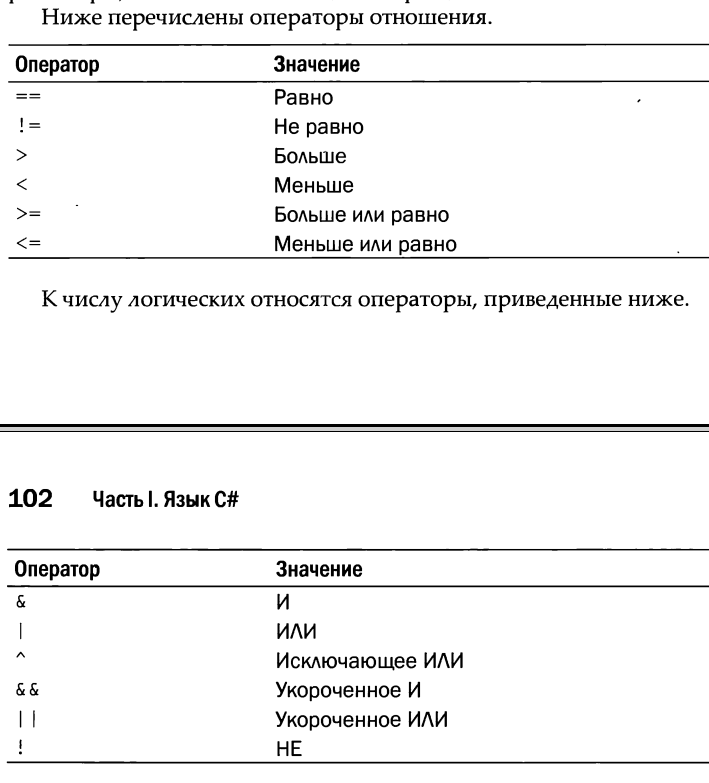 Ниже перечислены операторы отношения.
Оператор Значение
== Равно
!= Не равно
> Больше
< Меньше
>= Больше или равно
<= Меньше или равно
К числу логических относятся операторы, приведенные ниже.
102 Часть I. Язык C#
Оператор Значение
& И
| ИЛИ
^ Исключающее ИЛИ
&& Укороченное И
|| Укороченное ИЛИ
! НЕ